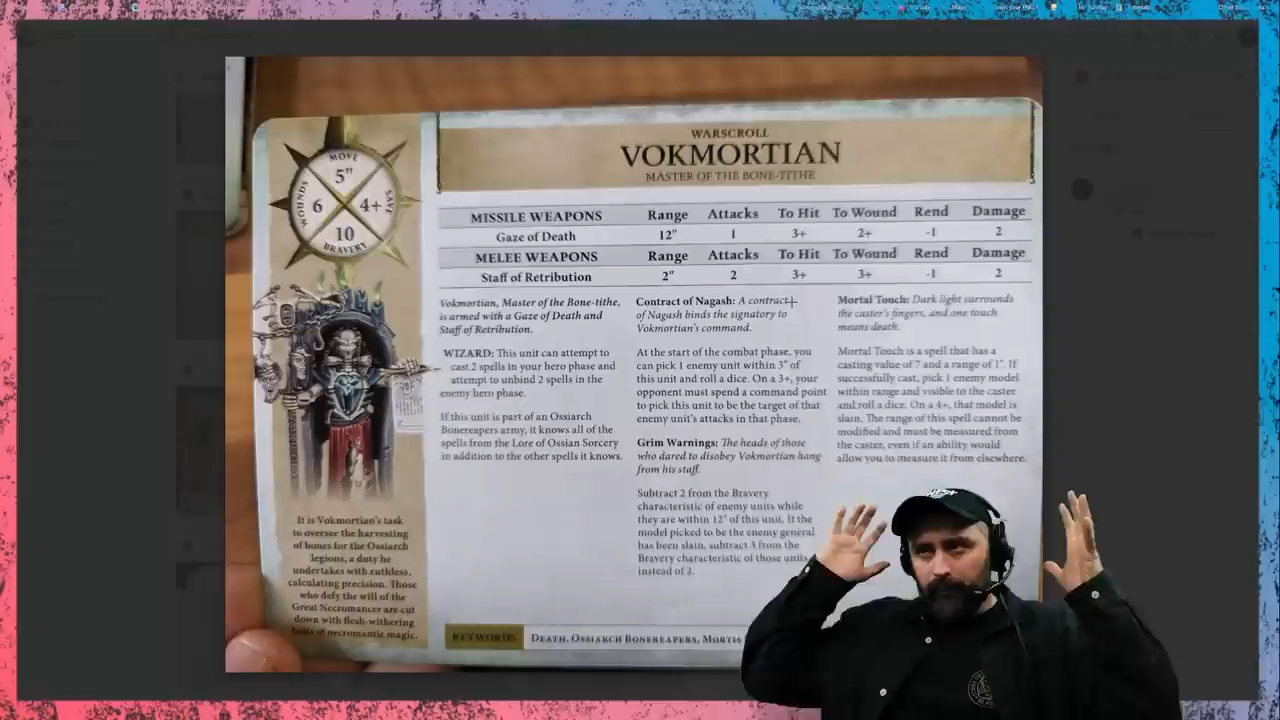 MOVE
5"
WOUNDS
6
4+
SAVE
10
BRAVERY
WARSCROLL
VOKMORTIAN
MASTER OF THE BONE-TITHE
MISSILE WEAPONS Range Attacks To Hit To Wound Rend Damage
Gaze of Death 12" 1 3+ 2+ -1 2
MELEE WEAPONS Range Attacks To Hit To Wound Rend Damage
Staff of Retribution 2" 2 3+ 3+ -1 2
Vokmortian, Master of the Bone-tithe,
is armed with a Gaze of Death and
Staff of Retribution.
WIZARD: This unit can attempt to
cast 2 spells in your hero phase and
attempt to unbind 2 spells in the
enemy hero phase.
If this unit is part of an Ossiarch
Bonereapers army, it knows all of the
spells from the Lore of Ossian Sorcery
in addition to the other spells it knows.
Contract of Nagash: A contract
of Nagash binds the signatory to
Vokmortian's command.
At the start of the combat phase, you
can pick 1 enemy unit within 3" of
this unit and roll a dice. On a 3+, your
opponent must spend a command point
to pick this unit to be the target of that
enemy unit's attacks in that phase.
Grim Warnings: The heads of those
who dared to disobey Vokmortian hang
from his staff.
Subtract 2 from the Bravery
characteristic of enemy units while
they are within 12" of this unit. If the
model picked to be the enemy general
has been slain, subtract 3 from the
Bravery characteristic of those units
instead of 2.
Mortal Touch: Dark light surrounds
the caster's fingers, and one touch
means death.
Mortal Touch is a spell that has a
casting value of 7 and a range of 1". If
successfully cast, pick 1 enemy model
within range and visible to the caster
and roll a dice. On a 4+, that model is
slain. The range of this spell cannot be
modified and must be measured from
the caster, even if an ability would
allow you to measure it from elsewhere.
It is Vokmortian's task
to oversee the harvesting
of bones for the Ossiarch
legions, a duty he
undertakes with ruthless,
calculating precision. Those
who defy the will of the
Great Necromancer are cut
down with flesh-withering
bolts of necromantic magic.
KEYWORDS DEATH, OSSIARCH BONEREAPERS, MORTIS